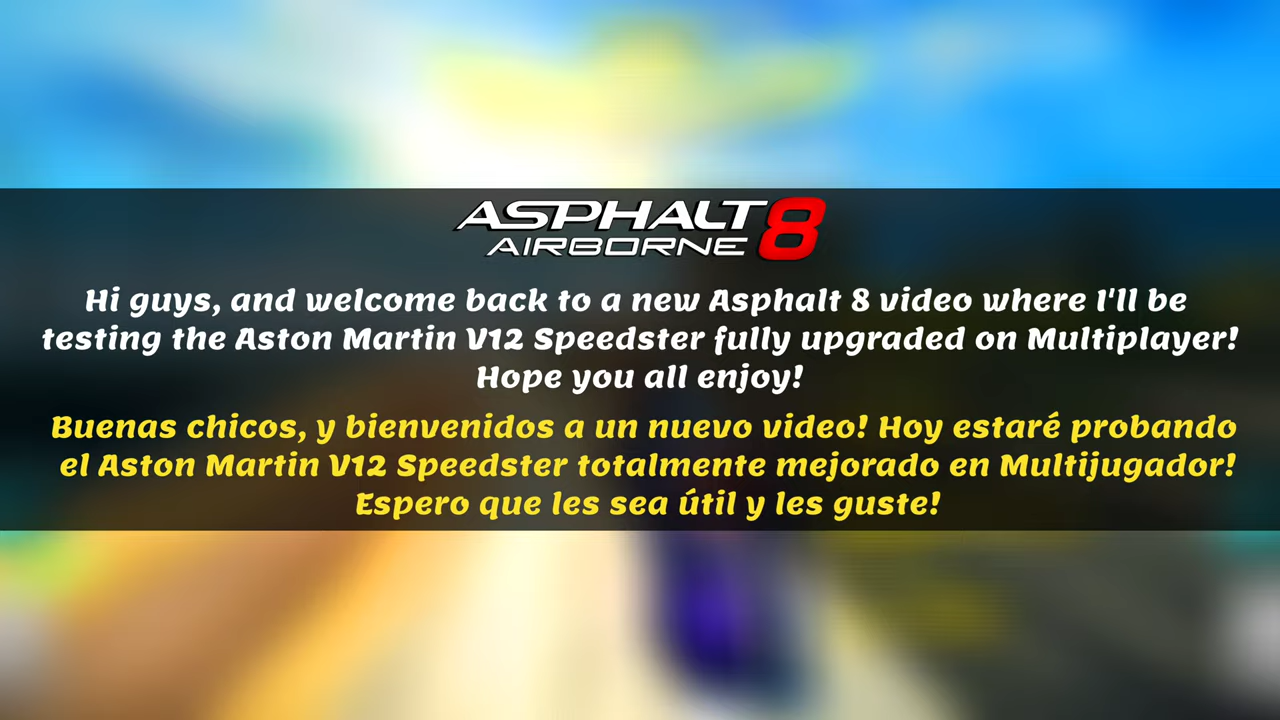 ASPHALT 8
AIRBORNE
Hi guys, and welcome back to a new Asphalt 8 video where I'll be
testing the Aston Martin V12 Speedster fully upgraded on Multiplayer!
Hope you all enjoy!
Buenas chicos, y bienvenidos a un nuevo video! Hoy estaré probando
el Aston Martin V12 Speedster totalmente mejorado en Multijugador!
Espero que les sea útil y les guste!